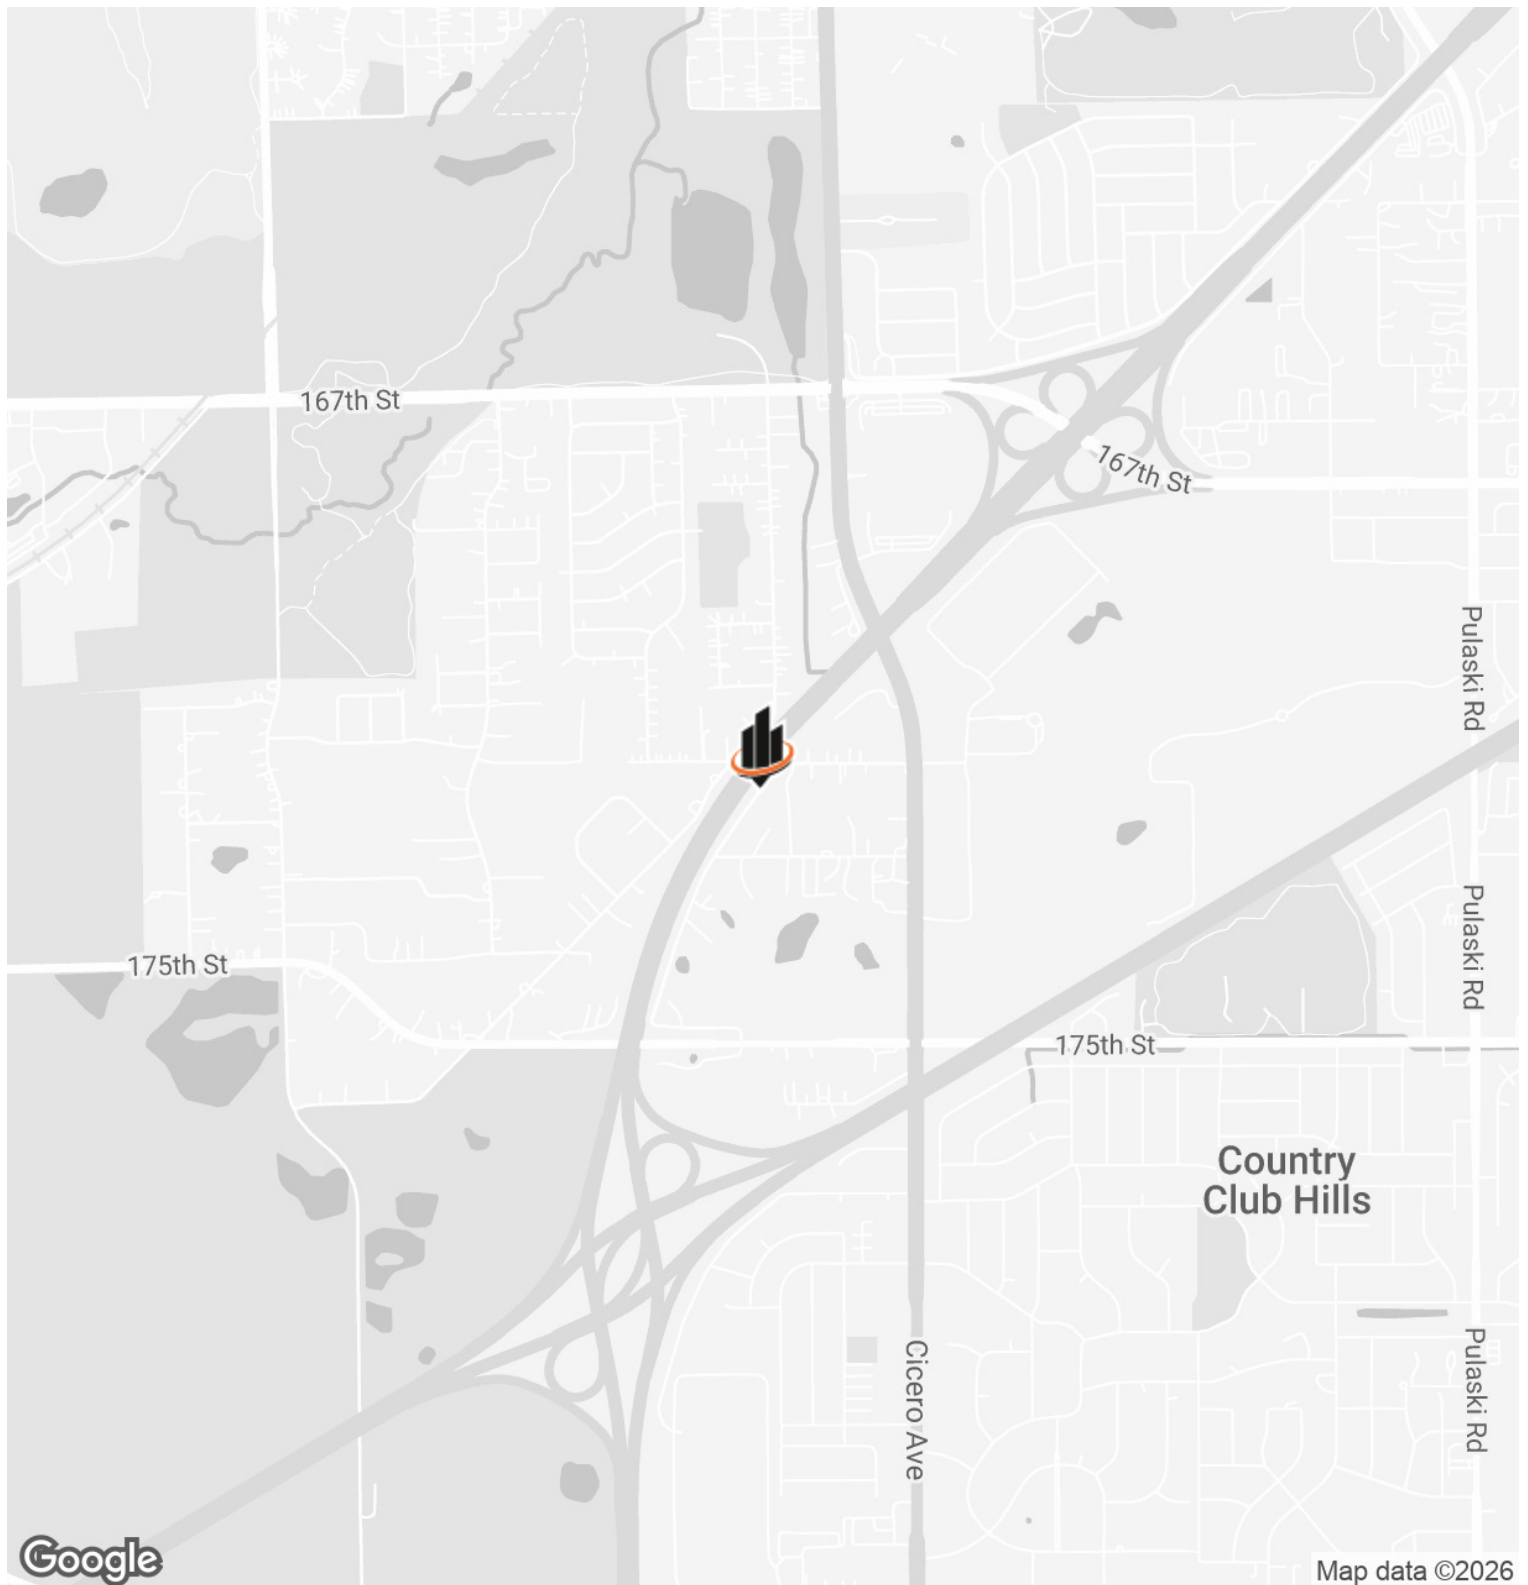 167th St
167th St
Pulaski Rd
Pulaski Rd
175th St
175th St
Country
Club Hills
Cicero Ave
Pulaski Rd
Google
Map data ©2026